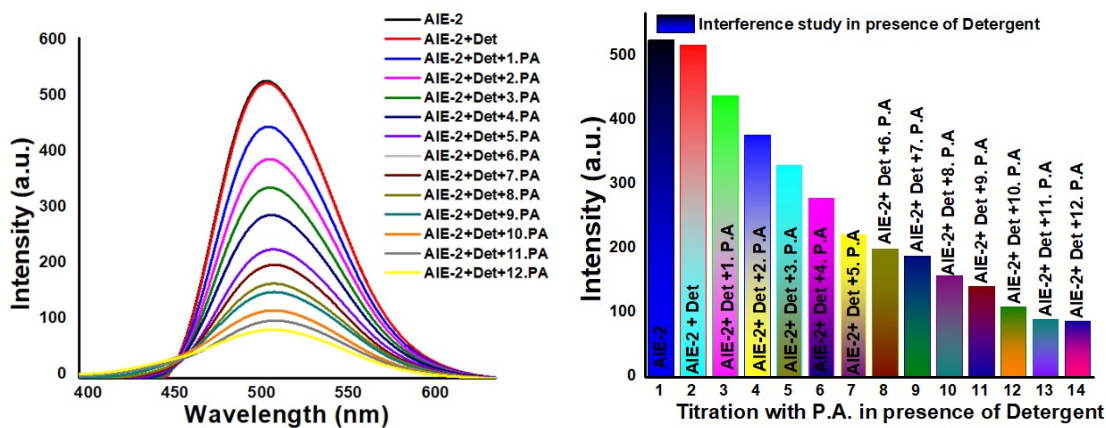 AIE-2
AIE-2+Det
AIE-2+Det+1.PA
AIE-2+Det+2.PA
AIE-2+Det+3.PA
AIE-2+Det+4.PA
AIE-2+Det+5.PA
AIE-2+Det+6.PA
AIE-2+Det+7.PA
AIE-2+Det+8.PA
AIE-2+Det+9.PA
AIE-2+Det+10.PA
AIE-2+Det+11.PA
AIE-2+Det+12.PA
600
500
400
300
200
100
0
Intensity (a.u.)
400 450 500 550 600
Wavelength (nm)
Interference study in presence of Detergent
500
400
300
200
100
0
Intensity (a.u.)
AIE-2
AIE-2 + Det
AIE-2+ Det +1. P.A
AIE-2+ Det +2. P.A
AIE-2+ Det +3. P.A
AIE-2+ Det +4. P.A
AIE-2+ Det +5. P.A
AIE-2+ Det +6. P.A
AIE-2+ Det +7. P.A
AIE-2+ Det +8. P.A
AIE-2+ Det +9. P.A
AIE-2+ Det +10. P.A
AIE-2+ Det +11. P.A
AIE-2+ Det +12. P.A
1 2 3 4 5 6 7 8 9 10 11 12 13 14
Titration with P.A. in presence of Detergent